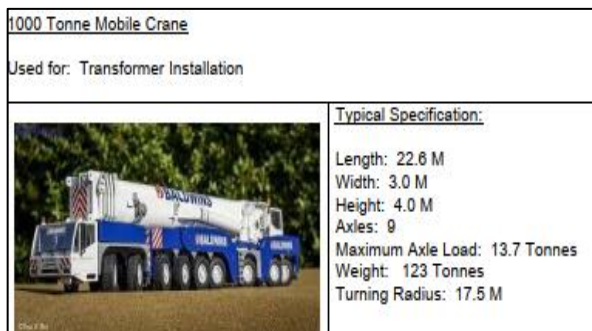 1000 Tonne Mobile Crane
Used for: Transformer Installation
Typical Specification:
Length: 22.6 M
Width: 3.0 M
Height: 4.0 M
Axles: 9
Maximum Axle Load: 13.7 Tonnes
Weight: 123 Tonnes
Turning Radius: 17.5 M
BALDWINS
BALDWINS